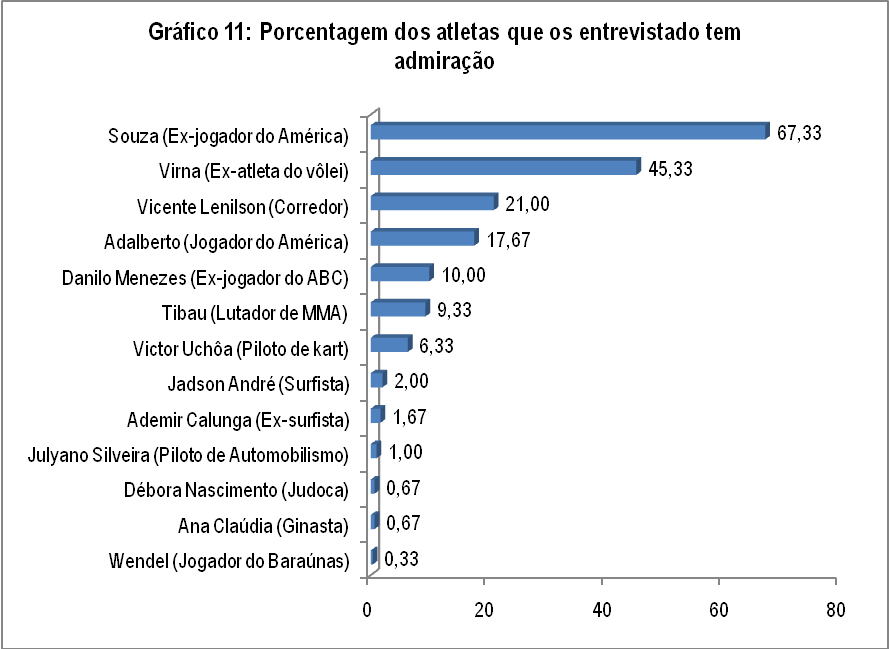 Gráfico 11: Porcentagem dos atletas que os entrevistado tem
admiração
Souza (Ex-jogador do América) 67,33
Virna (Ex-atleta do vôlei) 45,33
Vicente Lenilson (Corredor) 21,00
Adalberto (Jogador do América) 17,67
Danilo Menezes (Ex-jogador do ABC) 10,00
Tibau (Lutador de MMA) 9,33
Victor Uchôa (Piloto de kart) 6,33
Jadson André (Surfista) 2,00
Ademir Calunga (Ex-surfista) 1,67
Julyano Silveira (Piloto de Automobilismo) 1,00
Débora Nascimento (Judoca) 0,67
Ana Claúdia (Ginasta) 0,67
Wendel (Jogador do Baraúnas) 0,33
0 20 40 60 80